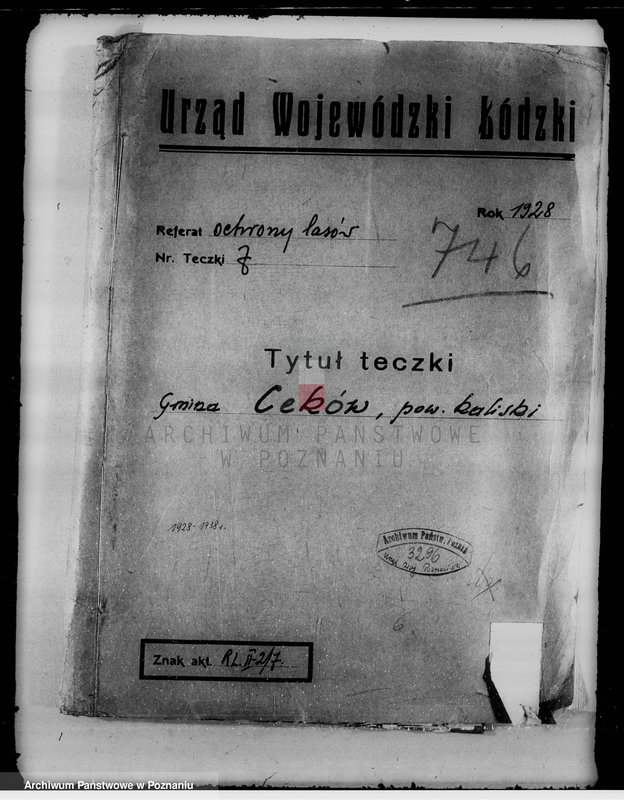 Urząd Wojewódzki Łódzki
Rok 1928
Referat ochrony lasów
Nr. Teczki 7
746
Tytuł teczki
Gmina Ceków, pow. kaliski
ARCHIWUM PAŃSTWOWE
W POZNANIU
1928-1938 r.
Archiwum Państw. Poznań
3296
6
Znak akt. RL.II-2/7.
Archiwum Państwowe w Poznaniu